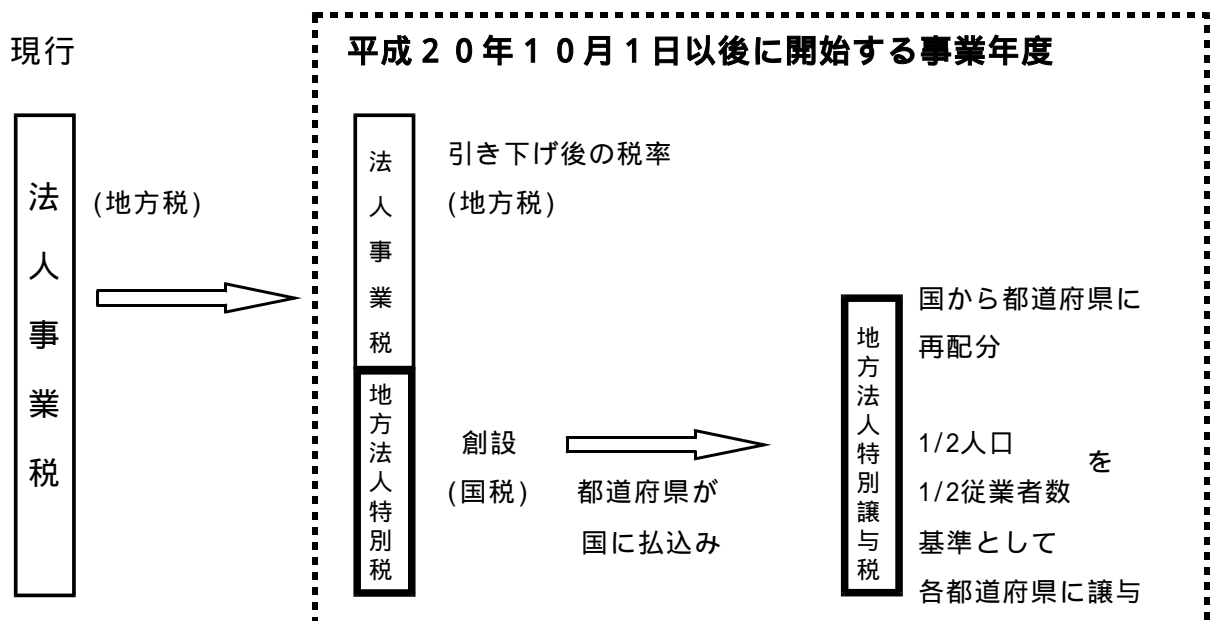 現行
法人事業税
(地方税)
平成20年10月1日以後に開始する事業年度
法人事業税
引き下げ後の税率
(地方税)
地方法人特別税
創設
(国税)
都道府県が
国に払込み
地方法人特別譲与税
国から都道府県に
再配分
1/2人口
1/2従業者数
を
基準として
各都道府県に譲与